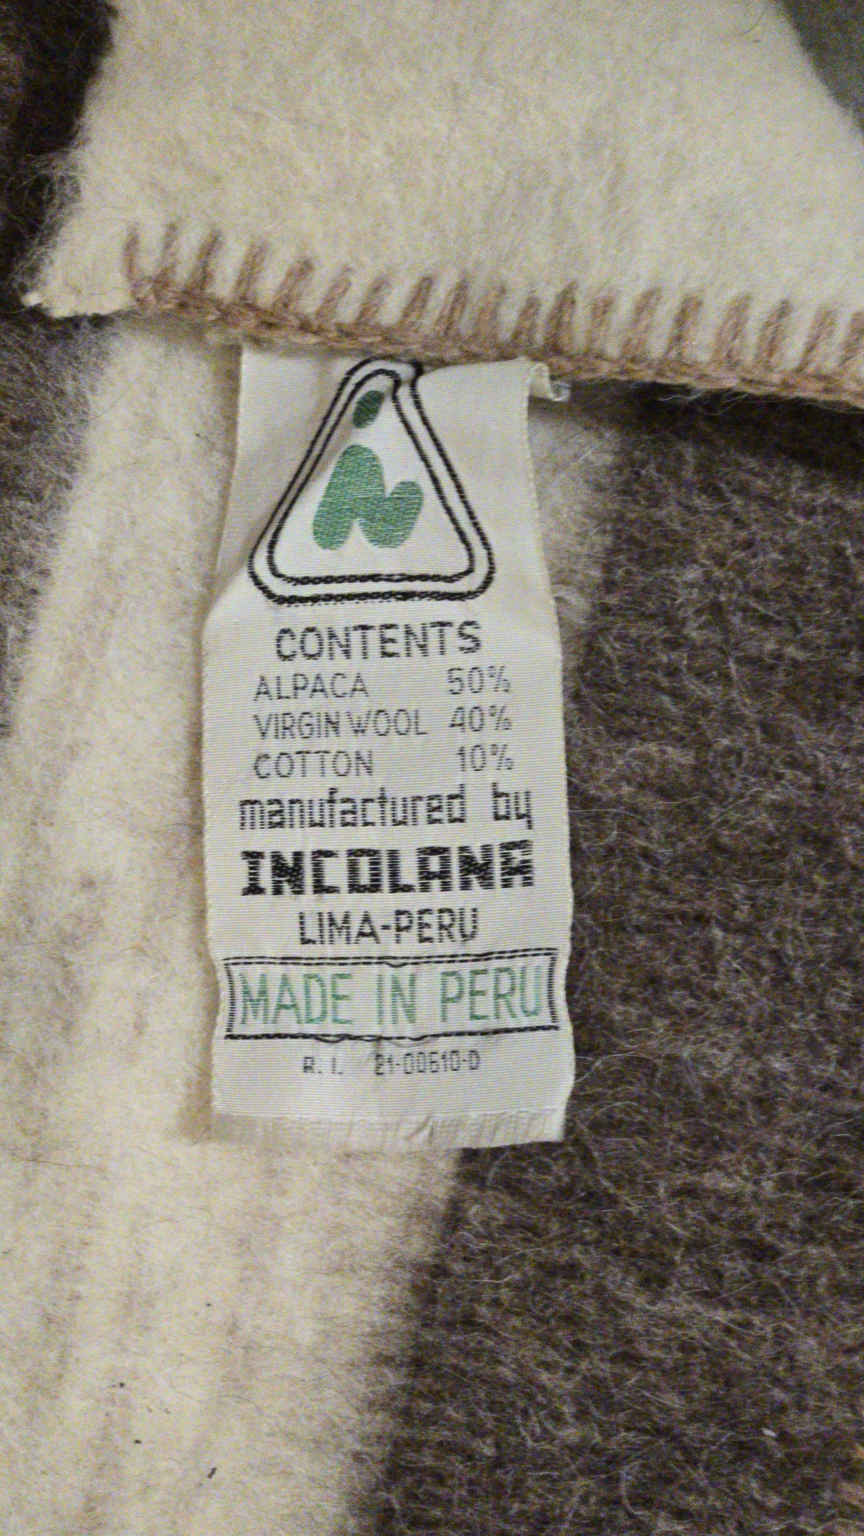 CONTENTS
ALPACA 50%
VIRGIN WOOL 40%
COTTON 10%
manufactured by
INCOLANA
LIMA-PERU
MADE IN PERU
R. I. 21-00610-D